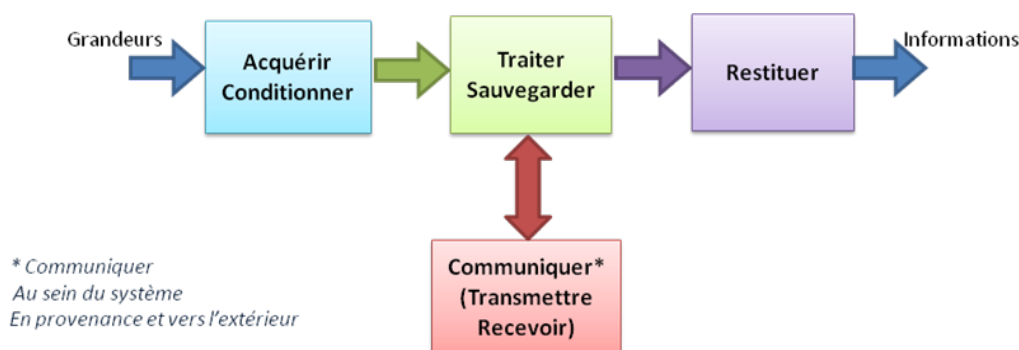 Grandeurs
Acquérir
Conditionner
Traiter
Sauvegarder
Restituer
Informations
Communiquer*
(Transmettre
Recevoir)
* Communiquer
Au sein du système
En provenance et vers l'extérieur